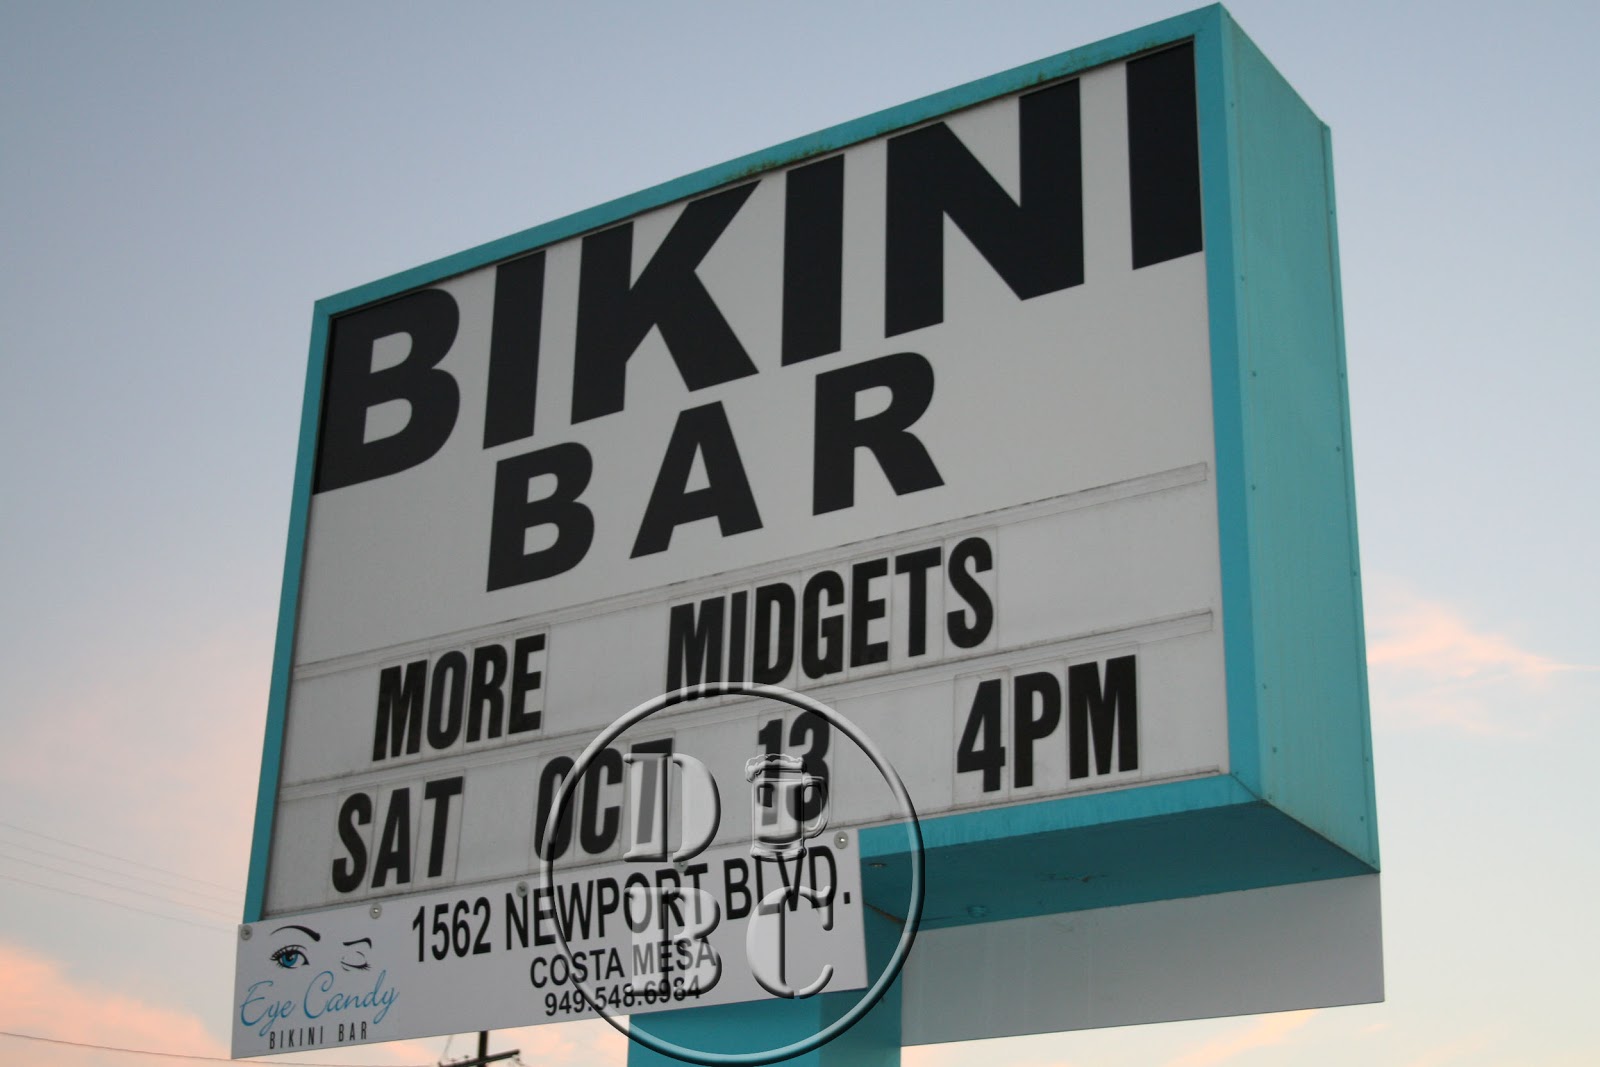 BIKINI
BAR
MORE MIDGETS
SAT OCT 13 4PM
1562 NEWPORT BLVD.
COSTA MESA
949.548.6984
Eye Candy
BIKINI BAR
D
BC